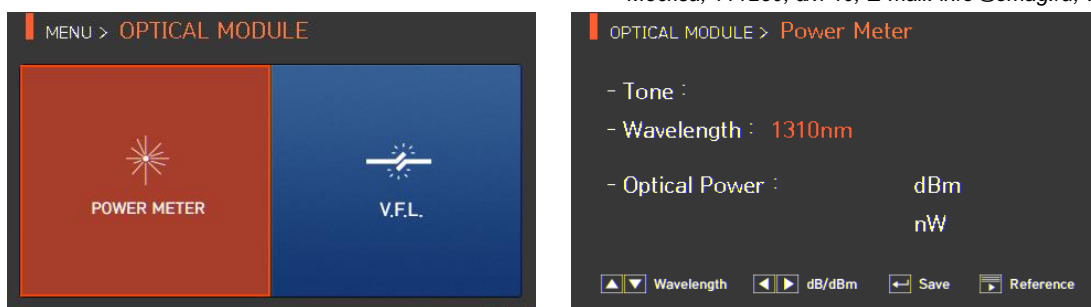 MENU > OPTICAL MODULE
POWER METER
V.F.L.
OPTICAL MODULE > Power Meter
- Tone :
- Wavelength : 1310nm
- Optical Power : dBm
nW
Wavelength dB/dBm Save Reference